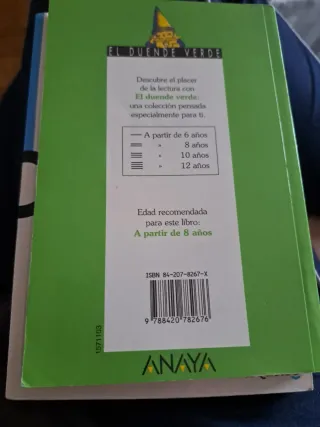 EL DUENDE VERDE
Descubre el placer
de la lectura con
El duende verde:
una colección pensada
especialmente para ti.
A partir de 6 años
» 8 años
» 10 años
» 12 años
Edad recomendada
para este libro:
A partir de 8 años
ISBN 84-207-8267-X
9 788420 782676
1571103
ANAYA